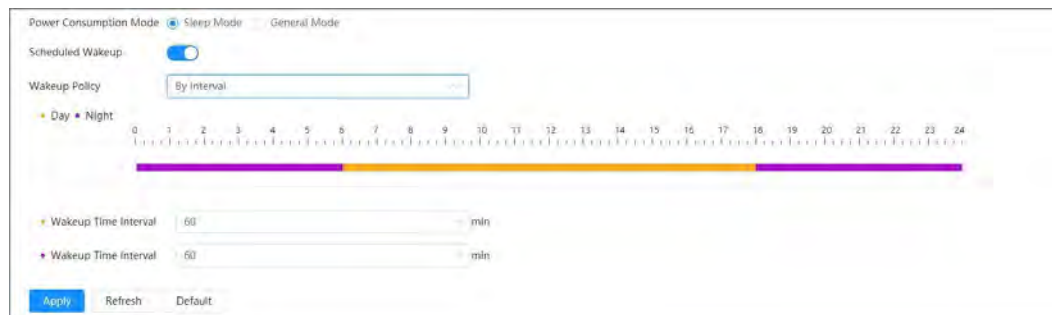 Power Consumption Mode Sleep Mode General Mode
Scheduled Wakeup
Wakeup Policy By Interval
Day Night
0 1 2 3 4 5 6 7 8 9 10 11 12 13 14 15 16 17 18 19 20 21 22 23 24
Wakeup Time Interval 60 min
Wakeup Time Interval 60 min
Apply Refresh Default